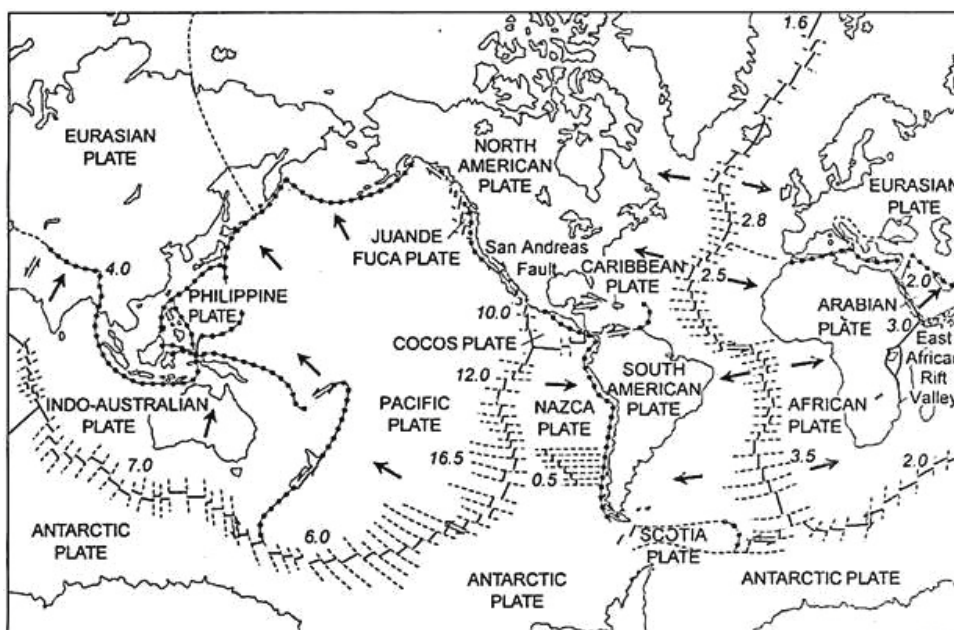 1.6
EURASIAN
PLATE
NORTH
AMERICAN
PLATE
EURASIAN
PLATE
2.8
JUANDE
FUCA PLATE
San Andreas
Fault
CARIBBEAN
PLATE
2.5
4.0
2.0
PHILIPPINE
PLATE
ARABIAN
PLATE
3.0
10.0
COCOS PLATE
East
African
Rift
Valley
12.0
SOUTH
AMERICAN
PLATE
INDO-AUSTRALIAN
PLATE
PACIFIC
PLATE
NAZCA
PLATE
AFRICAN
PLATE
7.0
16.5
0.5
3.5
2.0
6.0
ANTARCTIC
PLATE
SCOTIA
PLATE
ANTARCTIC
PLATE
ANTARCTIC PLATE